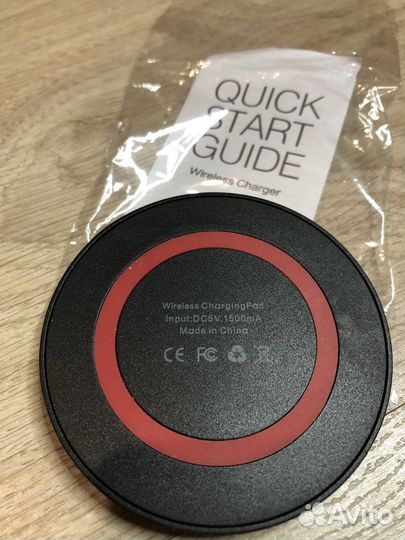 QUICK
START
GUIDE
Wireless Charger
Wireless ChargingPad
Input:DC5V.1500mA
Made in China
CE FC
Avito